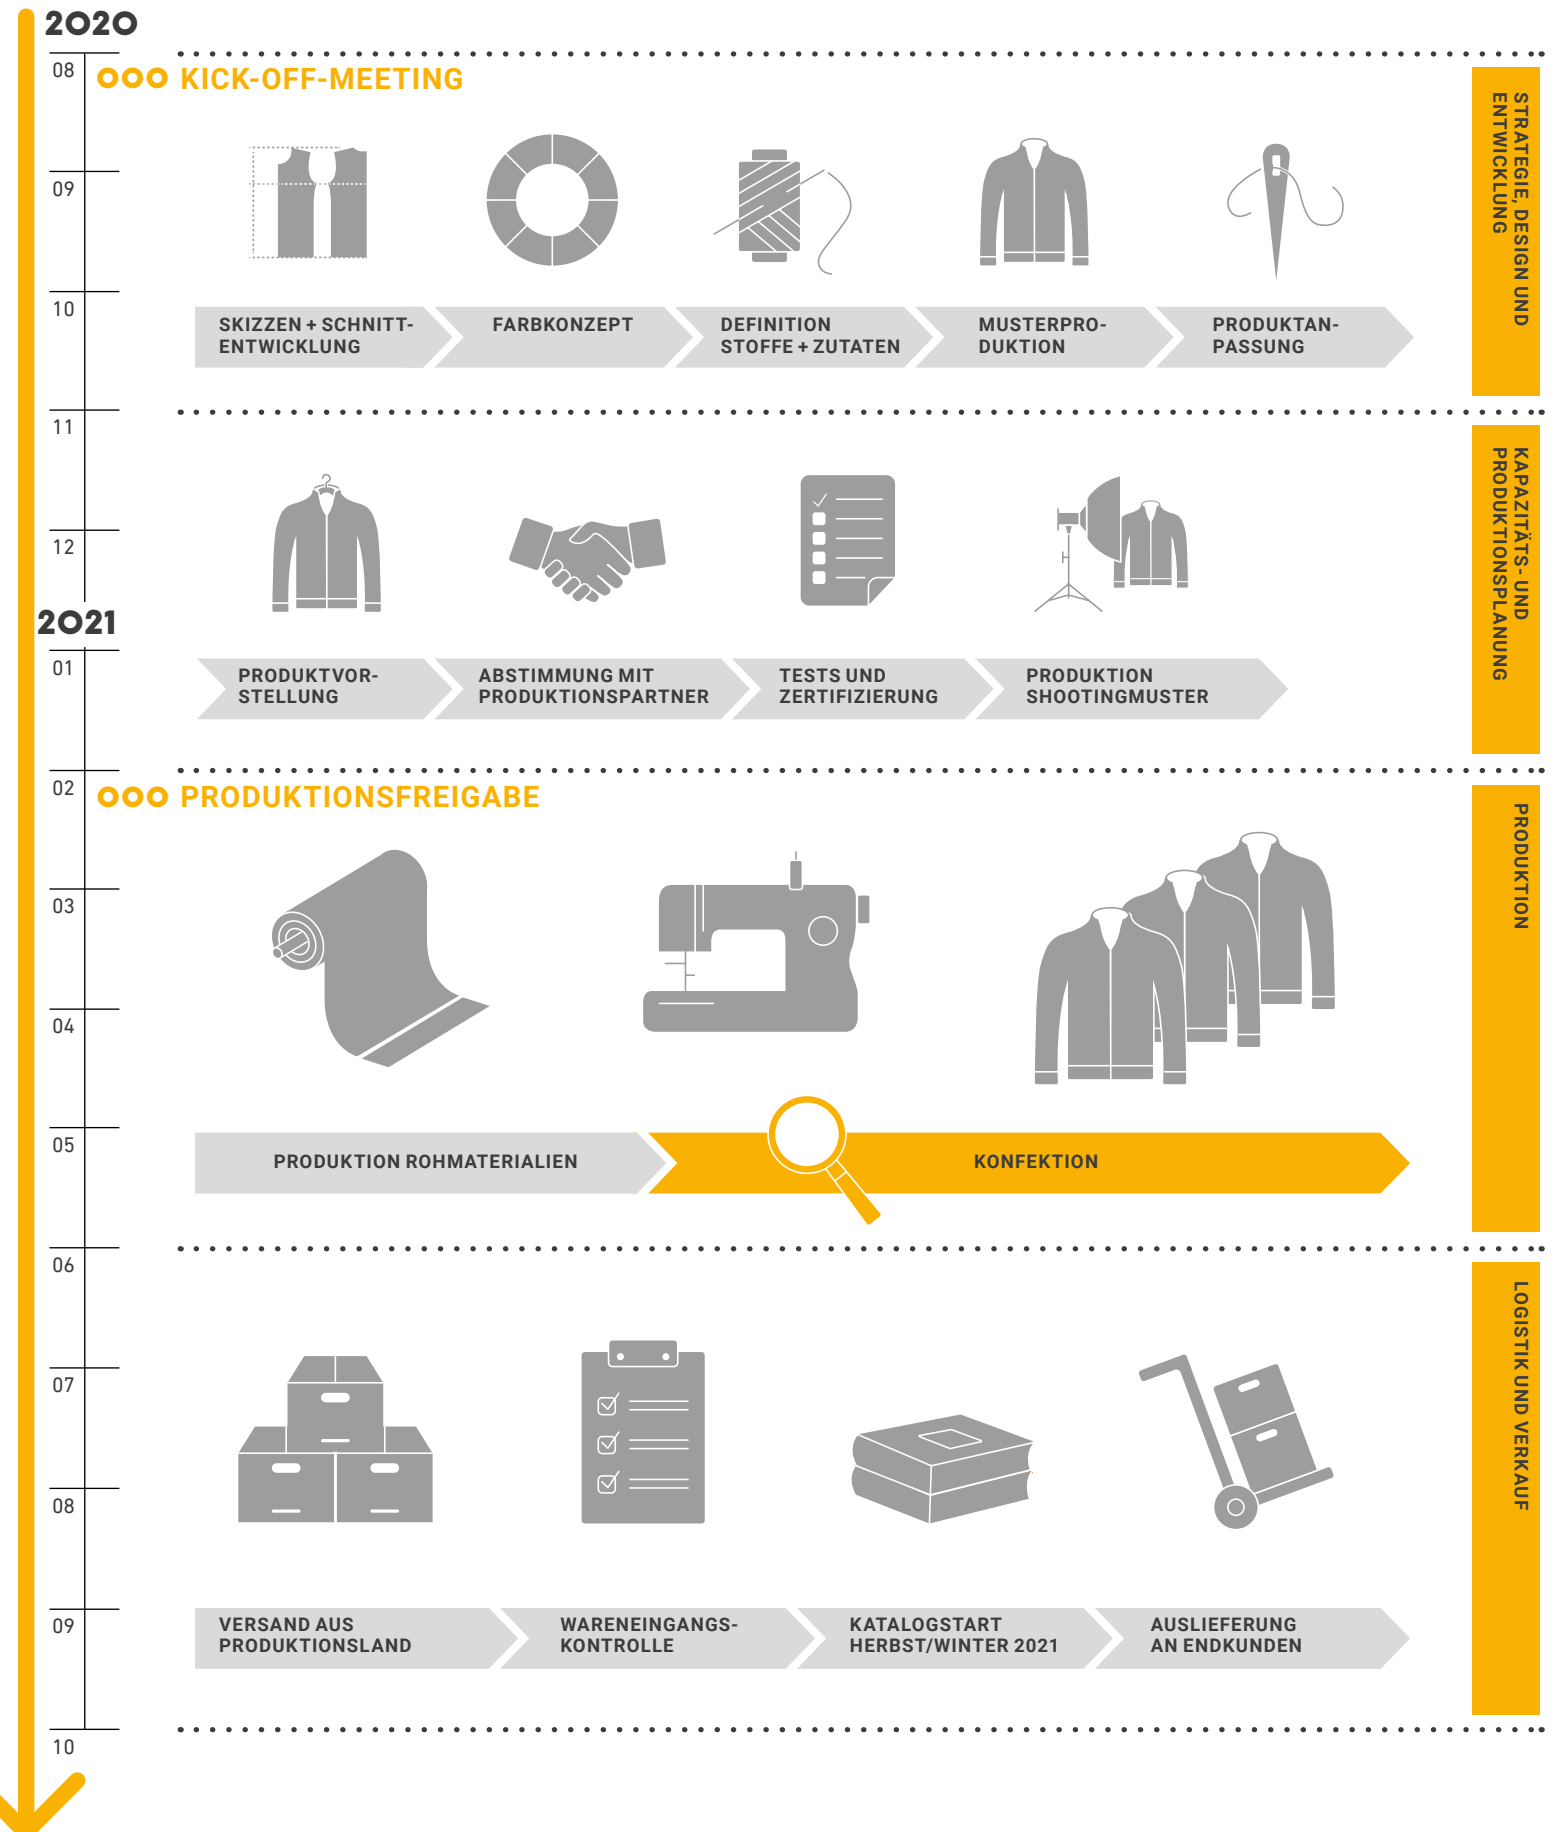 2020
08
KICK-OFF-MEETING
STRATEGIE, DESIGN UND
ENTWICKLUNG
09
10
SKIZZEN + SCHNITT-
ENTWICKLUNG
FARBKONZEPT
DEFINITION
STOFFE + ZUTATEN
MUSTERPRO-
DUKTION
PRODUKTAN-
PASSUNG
11
KAPAZITÄTS- UND
PRODUKTIONSPLANUNG
12
2021
01
PRODUKTVOR-
STELLUNG
ABSTIMMUNG MIT
PRODUKTIONSPARTNER
TESTS UND
ZERTIFIZIERUNG
PRODUKTION
SHOOTINGMUSTER
02
PRODUKTIONSFREIGABE
PRODUKTION
03
04
05
PRODUKTION ROHMATERIALIEN
KONFEKTION
06
LOGISTIK UND VERKAUF
07
08
09
VERSAND AUS
PRODUKTIONSLAND
WARENEINGANGS-
KONTROLLE
KATALOGSTART
HERBST/WINTER 2021
AUSLIEFERUNG
AN ENDKUNDEN
10